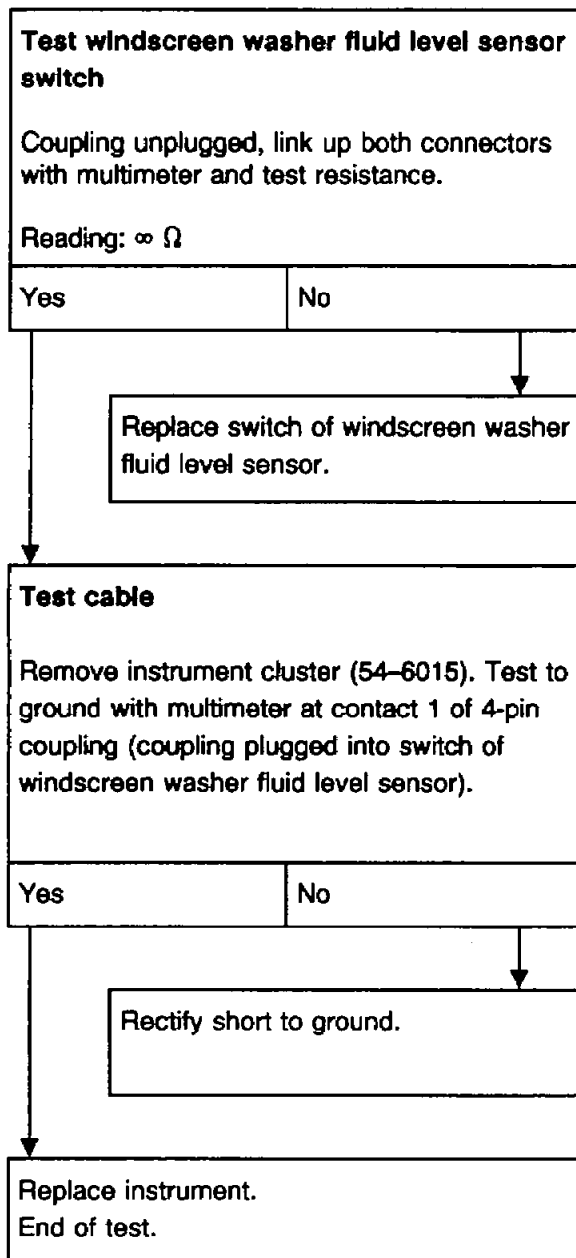 Test windscreen washer fluid level sensor
switch
Coupling unplugged, link up both connectors
with multimeter and test resistance.
Reading: ∞ Ω
Yes
No
Replace switch of windscreen washer
fluid level sensor.
Test cable
Remove instrument cluster (54–6015). Test to
ground with multimeter at contact 1 of 4-pin
coupling (coupling plugged into switch of
windscreen washer fluid level sensor).
Yes
No
Rectify short to ground.
Replace instrument.
End of test.